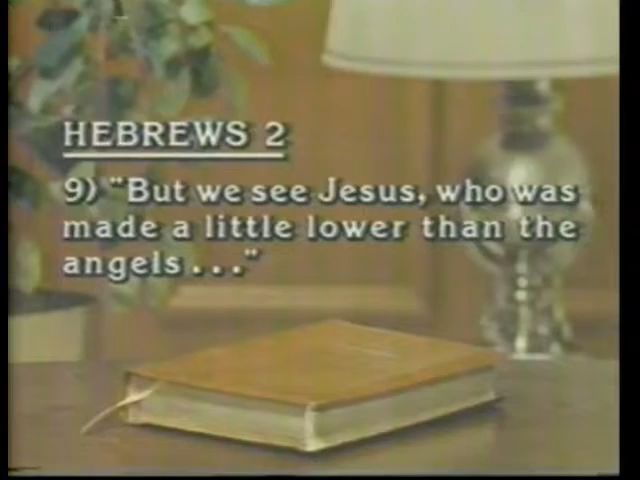 HEBREWS 2
9) "But we see Jesus, who was
made a little lower than the
angels . . ."